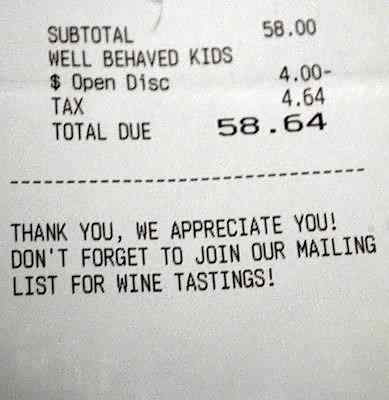 SUBTOTAL 58.00
WELL BEHAVED KIDS
$ Open Disc 4.00-
TAX 4.64
TOTAL DUE 58.64
-----------------------------------
THANK YOU, WE APPRECIATE YOU!
DON'T FORGET TO JOIN OUR MAILING
LIST FOR WINE TASTINGS!